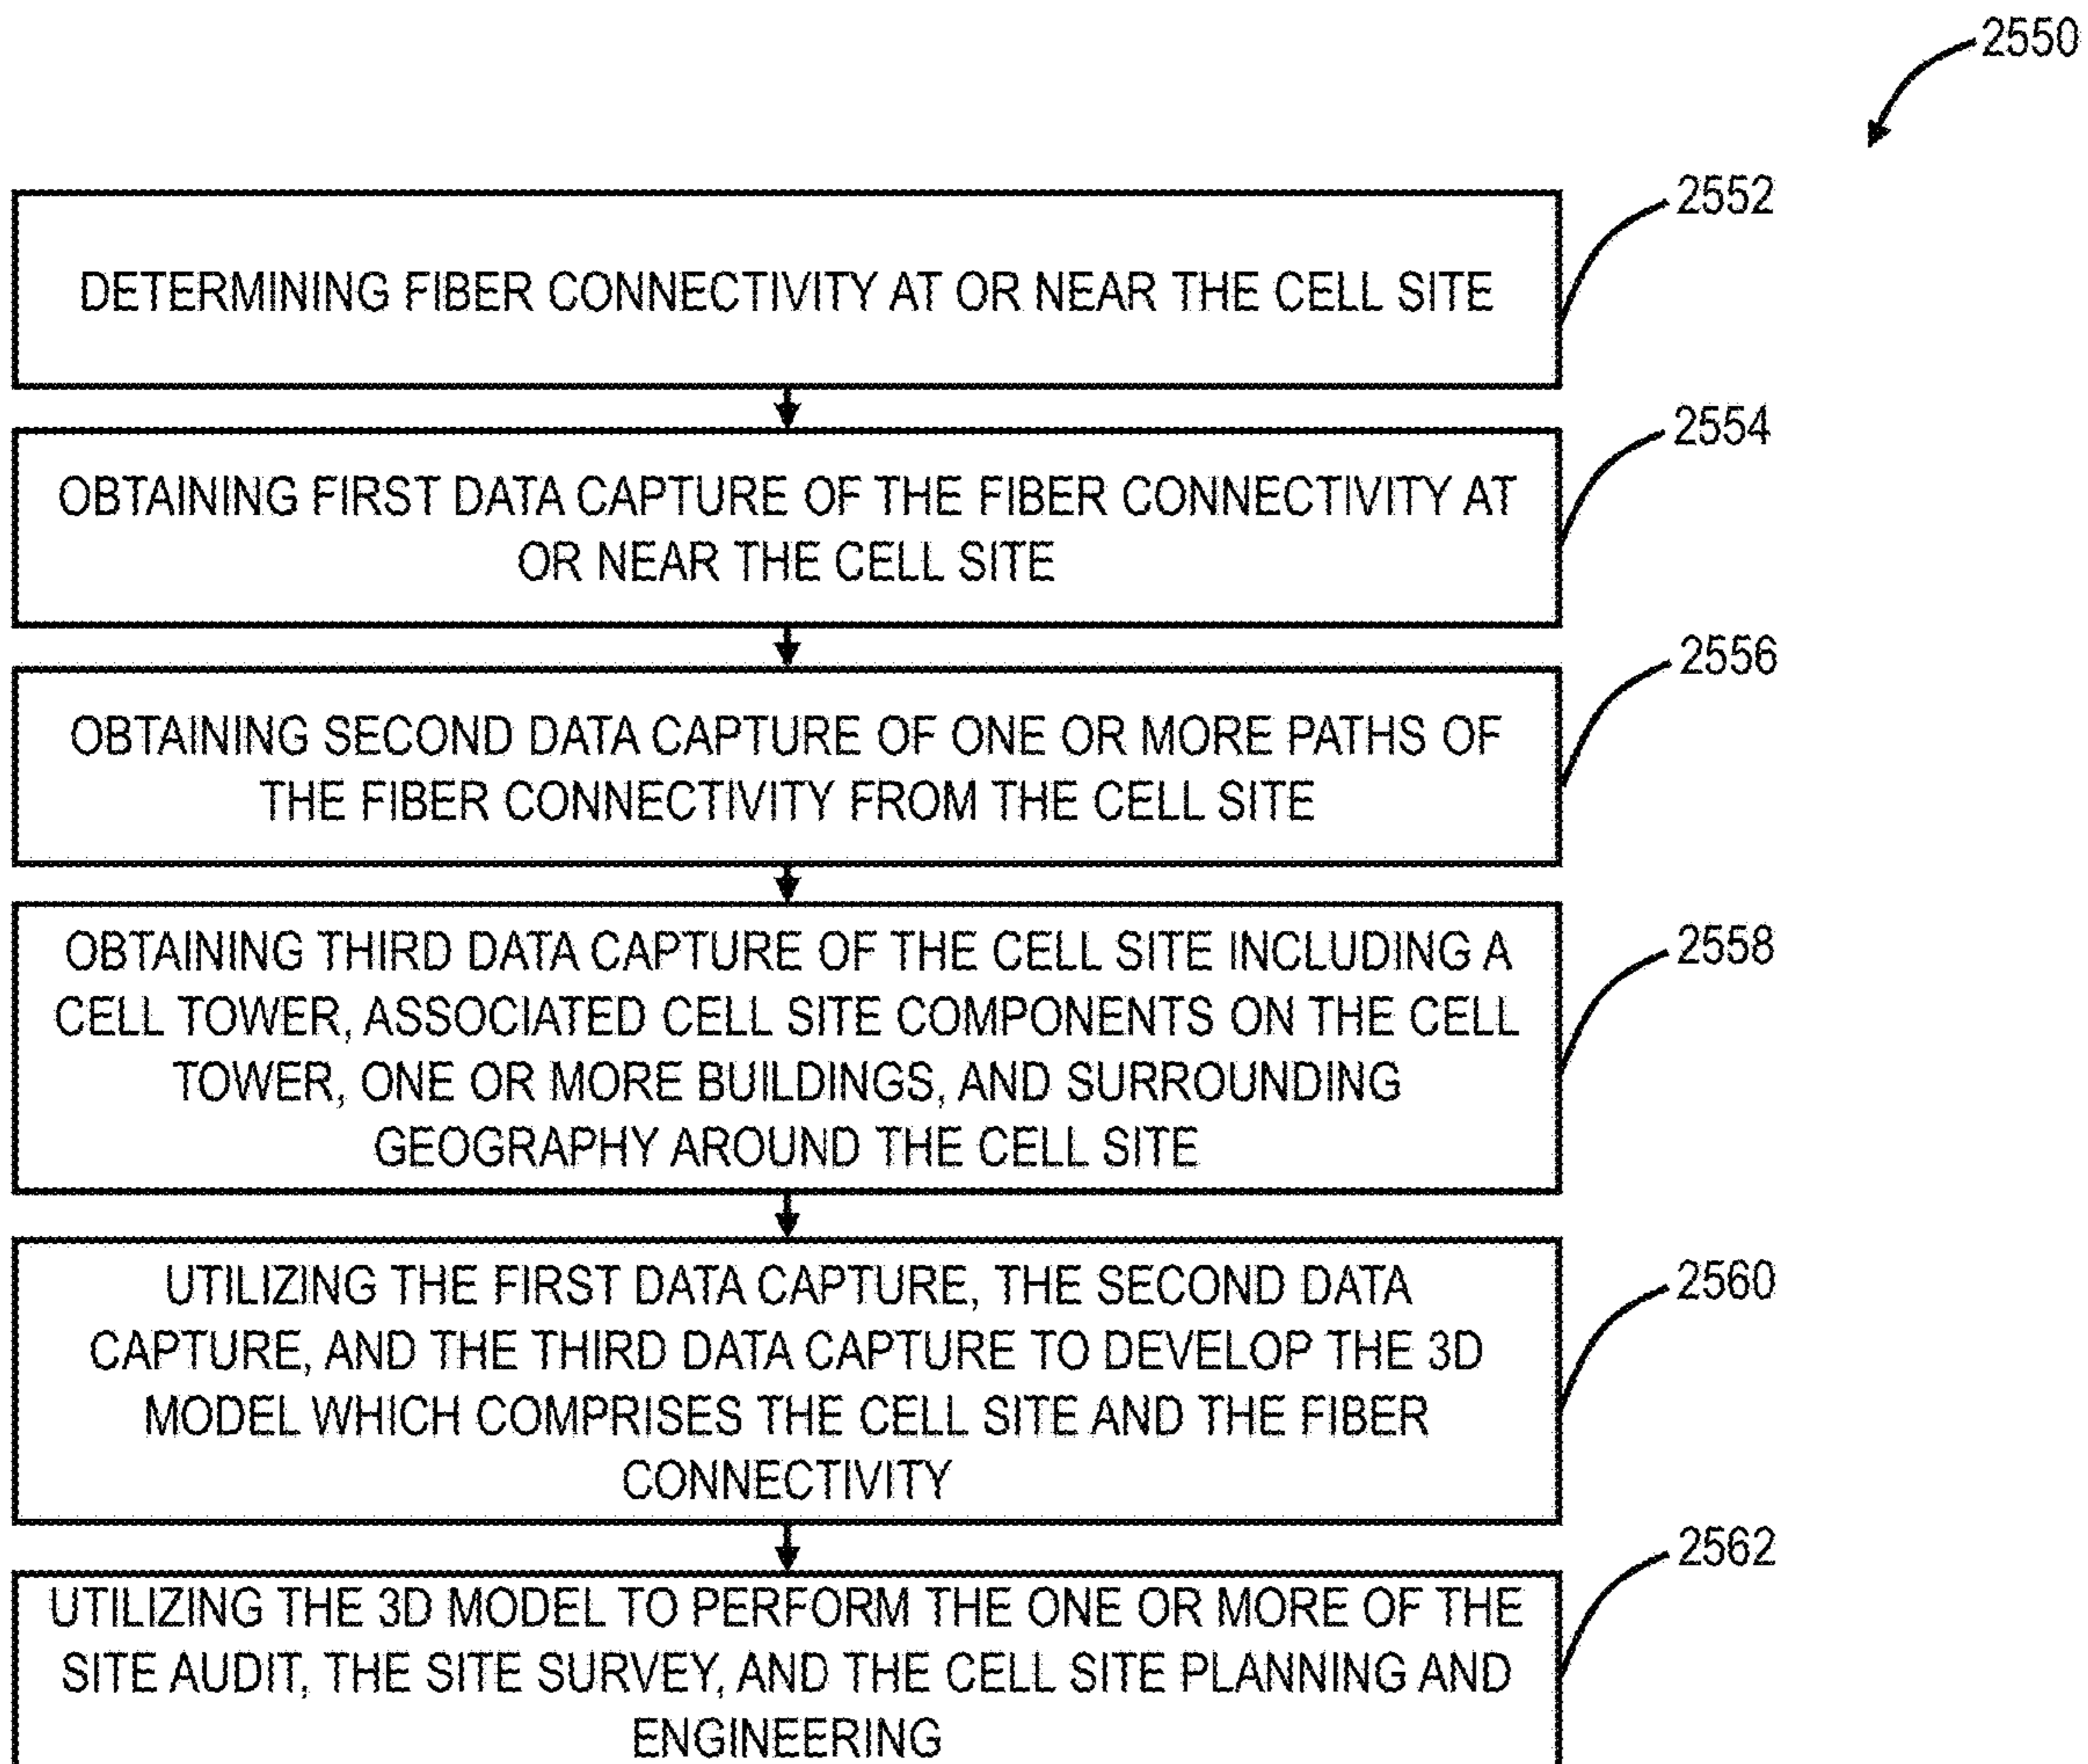 2550
2552
DETERMINING FIBER CONNECTIVITY AT OR NEAR THE CELL SITE
2554
OBTAINING FIRST DATA CAPTURE OF THE FIBER CONNECTIVITY AT
OR NEAR THE CELL SITE
2556
OBTAINING SECOND DATA CAPTURE OF ONE OR MORE PATHS OF
THE FIBER CONNECTIVITY FROM THE CELL SITE
2558
OBTAINING THIRD DATA CAPTURE OF THE CELL SITE INCLUDING A
CELL TOWER, ASSOCIATED CELL SITE COMPONENTS ON THE CELL
TOWER, ONE OR MORE BUILDINGS, AND SURROUNDING
GEOGRAPHY AROUND THE CELL SITE
2560
UTILIZING THE FIRST DATA CAPTURE, THE SECOND DATA
CAPTURE, AND THE THIRD DATA CAPTURE TO DEVELOP THE 3D
MODEL WHICH COMPRISES THE CELL SITE AND THE FIBER
CONNECTIVITY
2562
UTILIZING THE 3D MODEL TO PERFORM THE ONE OR MORE OF THE
SITE AUDIT, THE SITE SURVEY, AND THE CELL SITE PLANNING AND
ENGINEERING